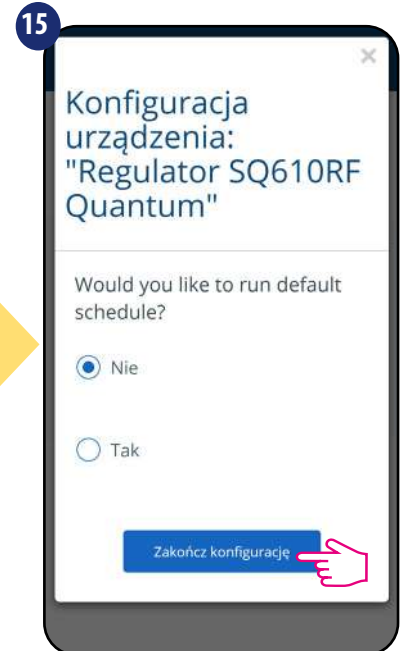 15
×
Konfiguracja
urządzenia:
"Regulator SQ610RF
Quantum"
Would you like to run default
schedule?
Nie
Tak
Zakończ konfigurację